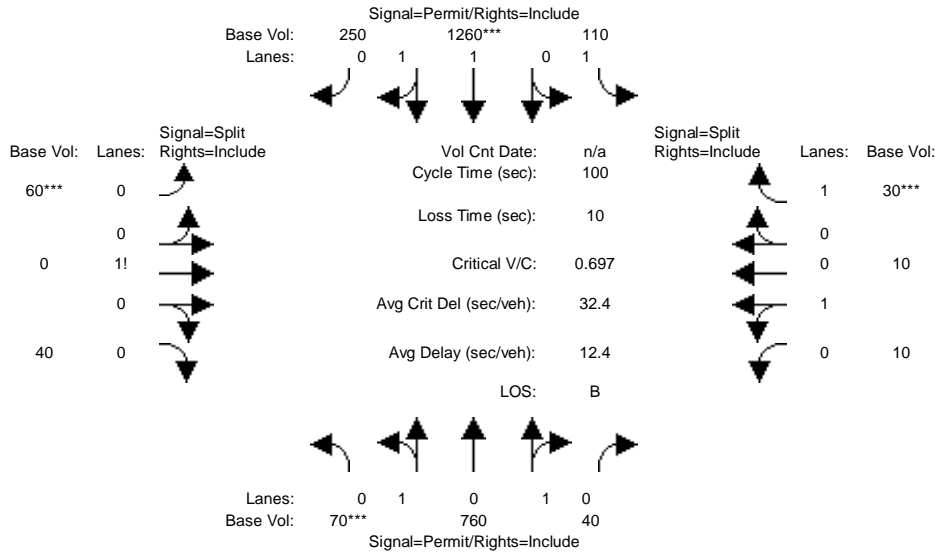 Signal=Permit/Rights=Include
Base Vol: 250 1260*** 110
Lanes: 0 1 1 0 1
Signal=Split
Rights=Include
Base Vol: Lanes:
Vol Cnt Date: n/a
Signal=Split
Rights=Include
Lanes: Base Vol:
Cycle Time (sec): 100
60*** 0
1 30***
Loss Time (sec): 10
0
0
0 1!
Critical V/C: 0.697
0 10
0
Avg Crit Del (sec/veh): 32.4
1
40 0
Avg Delay (sec/veh): 12.4
0 10
LOS: B
Lanes: 0 1 0 1 0
Base Vol: 70*** 760 40
Signal=Permit/Rights=Include